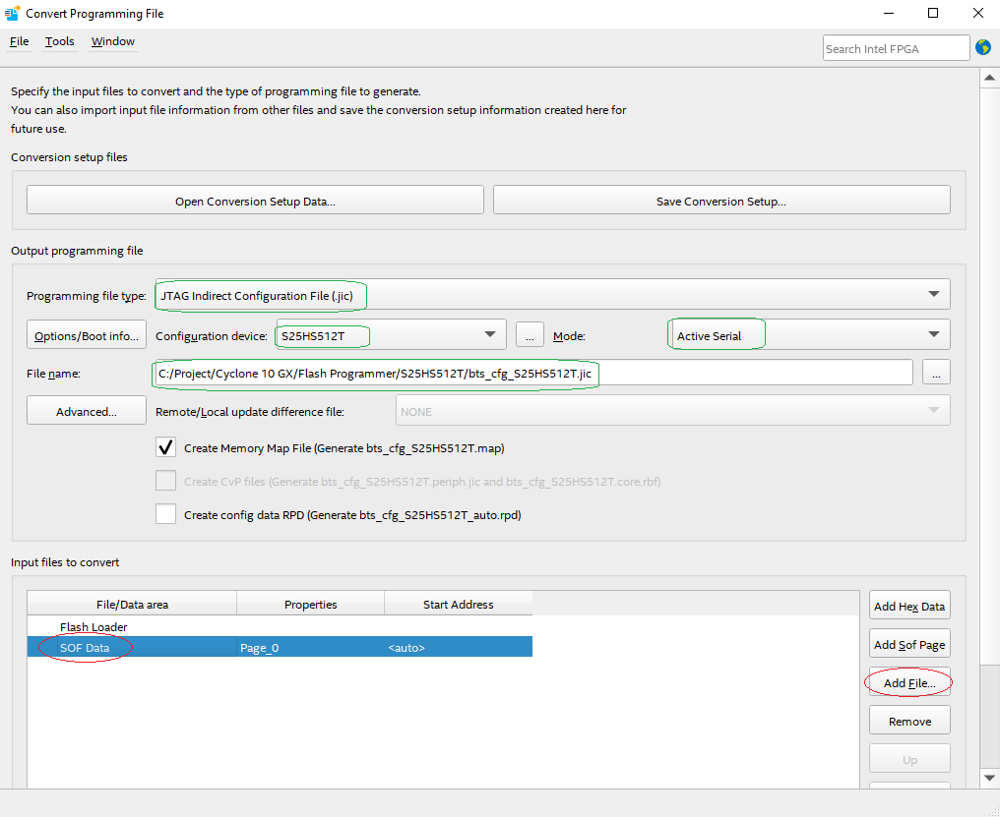 Convert Programming File
File Tools Window
Search Intel FPGA
Specify the input files to convert and the type of programming file to generate.
You can also import input file information from other files and save the conversion setup information created here for
future use.
Conversion setup files
Open Conversion Setup Data... Save Conversion Setup...
Output programming file
Programming file type: JTAG Indirect Configuration File (.jic)
Options/Boot info... Configuration device: S25HS512T ... Mode: Active Serial
File name: C:/Project/Cyclone 10 GX/Flash Programmer/S25HS512T/bts_cfg_S25HS512T.jic ...
Advanced... Remote/Local update difference file: NONE
Create Memory Map File (Generate bts_cfg_S25HS512T.map)
Create CvP files (Generate bts_cfg_S25HS512T.periph.jic and bts_cfg_S25HS512T.core.rbf)
Create config data RPD (Generate bts_cfg_S25HS512T_auto.rpd)
Input files to convert
File/Data area Properties Start Address
Flash Loader
SOF Data Page_0 <auto>
Add Hex Data
Add Sof Page
Add File...
Remove
Up